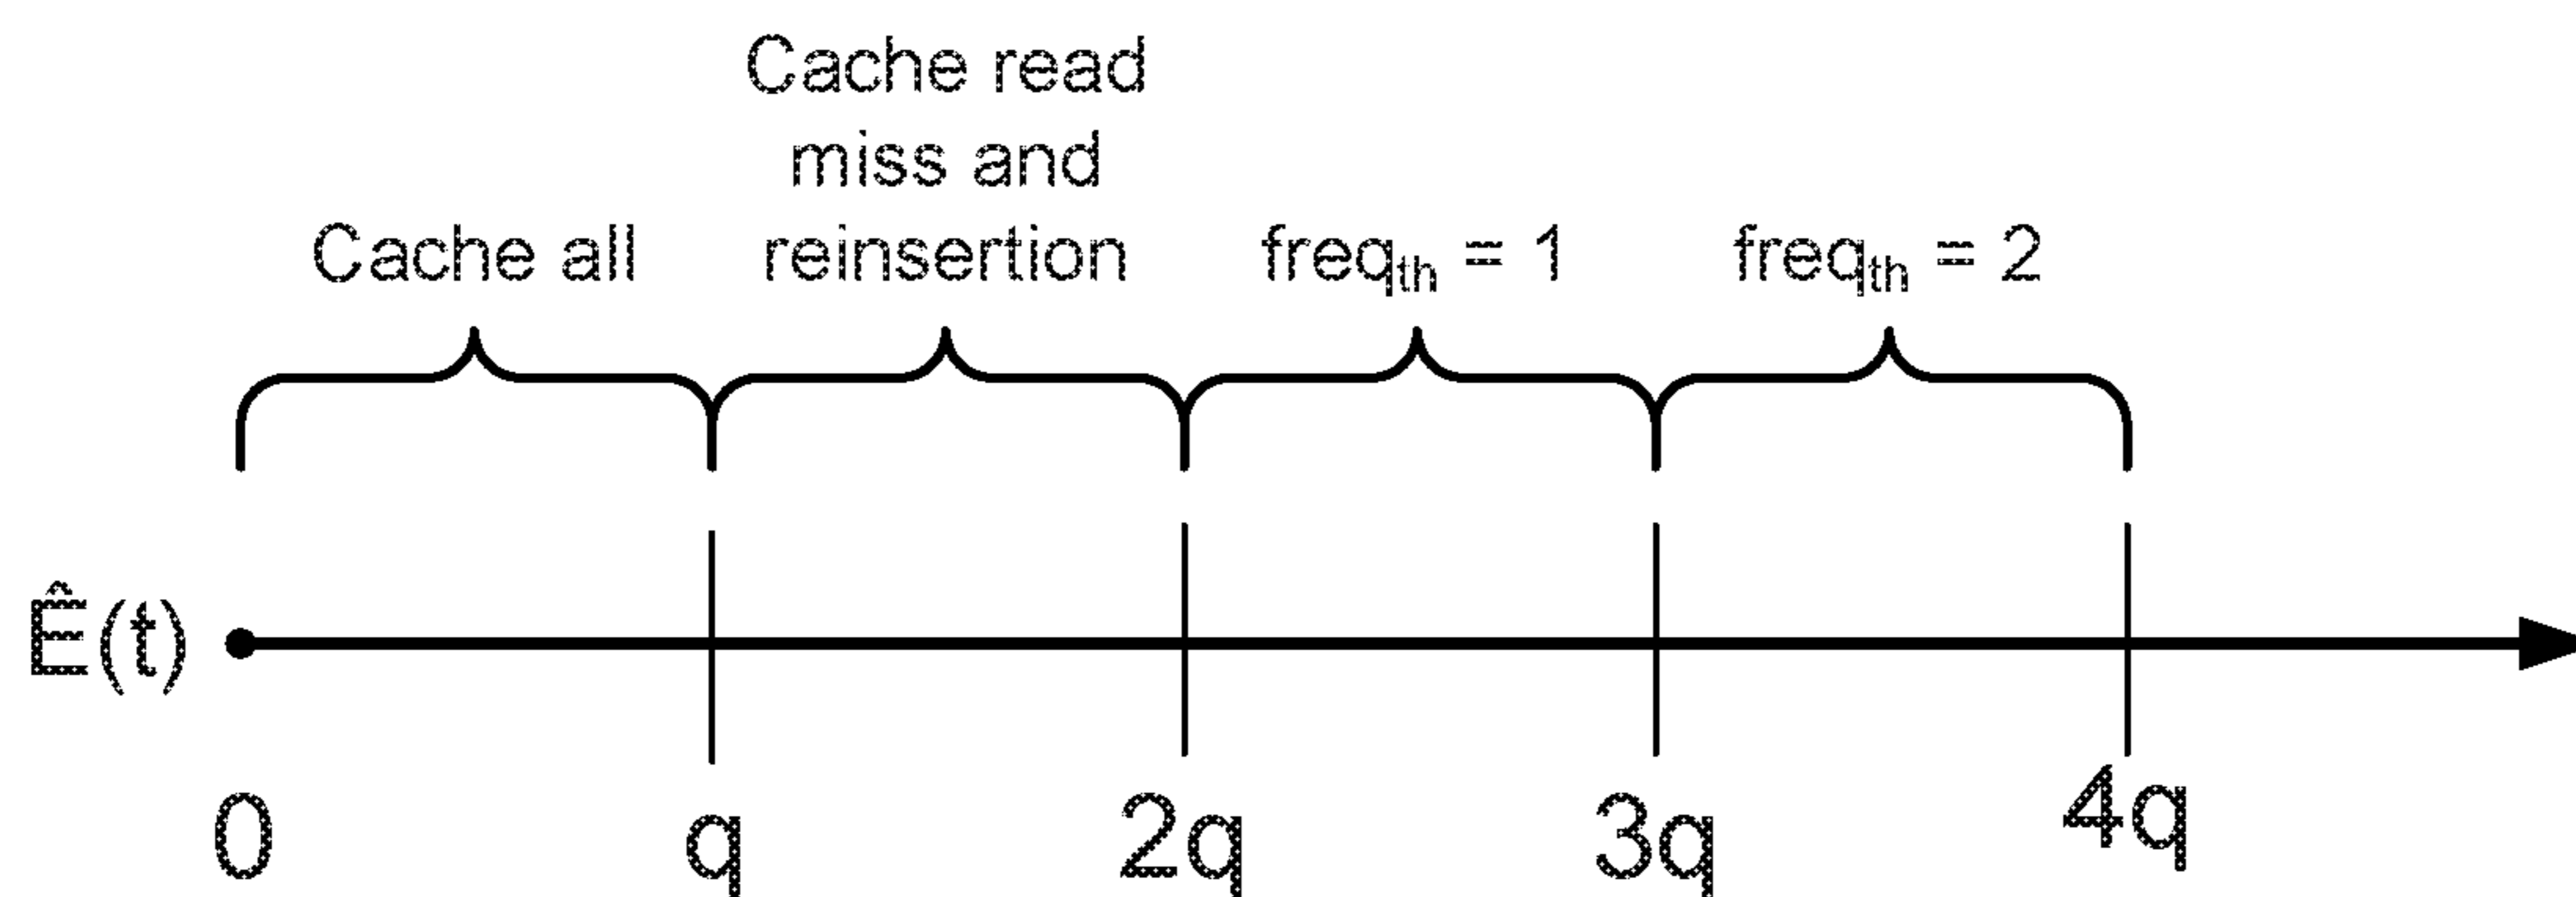 Cache read
miss and
reinsertion
Cache all
freqth = 1
freqth = 2
Ê(t)
0
q
2q
3q
4q